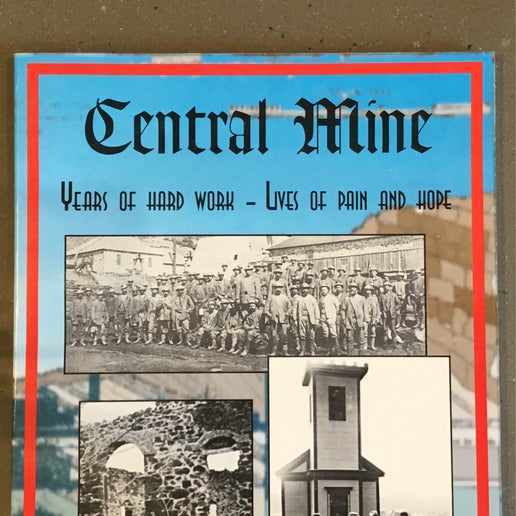 Central Mine
YEARS OF HARD WORK – LIVES OF PAIN AND HOPE